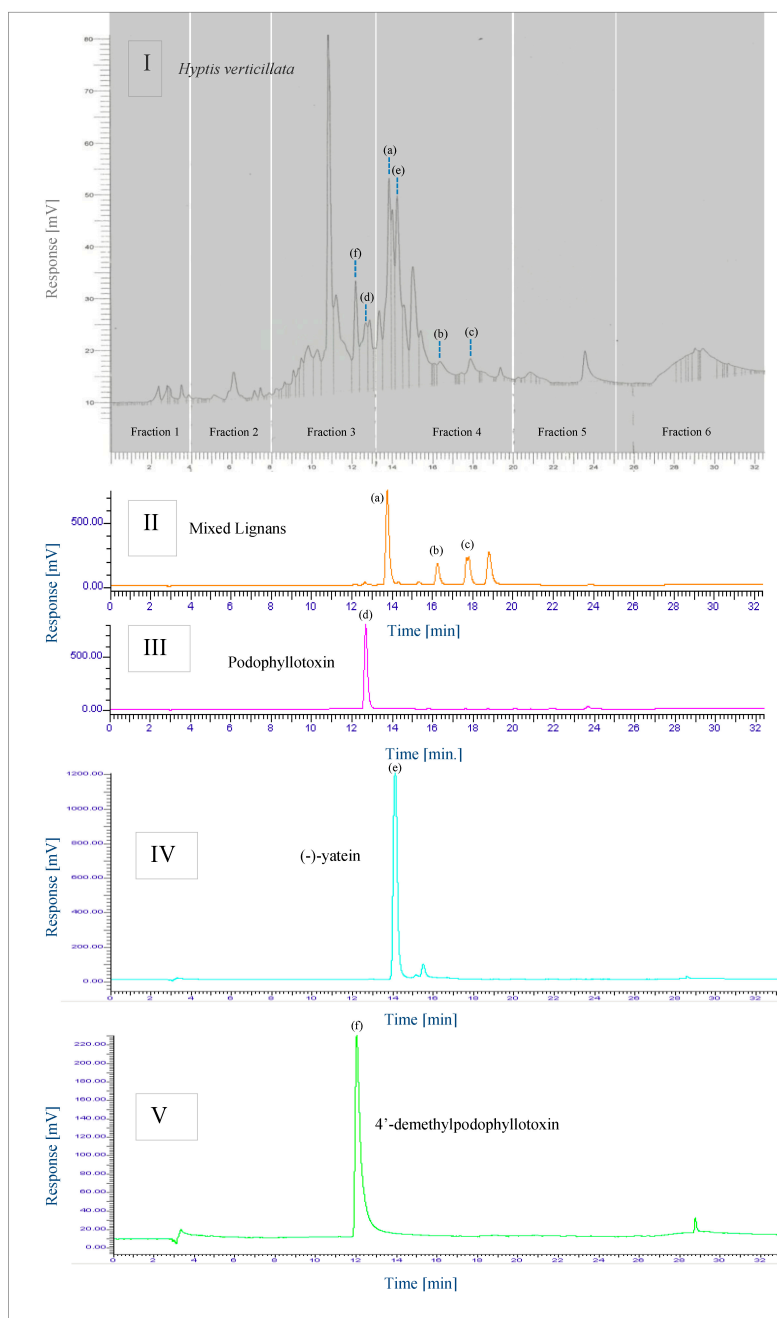 I
Hyptis verticillata
Response [mV]
80
70
60
50
40
30
20
10
(a)
(e)
(f)
(d)
(b)
(c)
Fraction 1 Fraction 2 Fraction 3 Fraction 4 Fraction 5 Fraction 6
2 4 6 8 10 12 14 16 18 20 22 24 26 28 30 32
II
Mixed Lignans
Response [mV]
500.00
0.00
(a)
(b)
(c)
0 2 4 6 8 10 12 14 16 18 20 22 24 26 28 30 32
Time [min]
III
Podophyllotoxin
Response [mV]
500.00
0.00
(d)
0 2 4 6 8 10 12 14 16 18 20 22 24 26 28 30 32
Time [min.]
IV
(-)-yatein
Response [mV]
1200.00
1000.00
800.00
600.00
400.00
200.00
0.00
(e)
0 2 4 6 8 10 12 14 16 18 20 22 24 26 28 30 32
Time [min]
V
4’-demethylpodophyllotoxin
Response [mV]
220.00
200.00
180.00
160.00
140.00
120.00
100.00
80.00
60.00
40.00
20.00
0.00
(f)
0 2 4 6 8 10 12 14 16 18 20 22 24 26 28 30 32
Time [min]